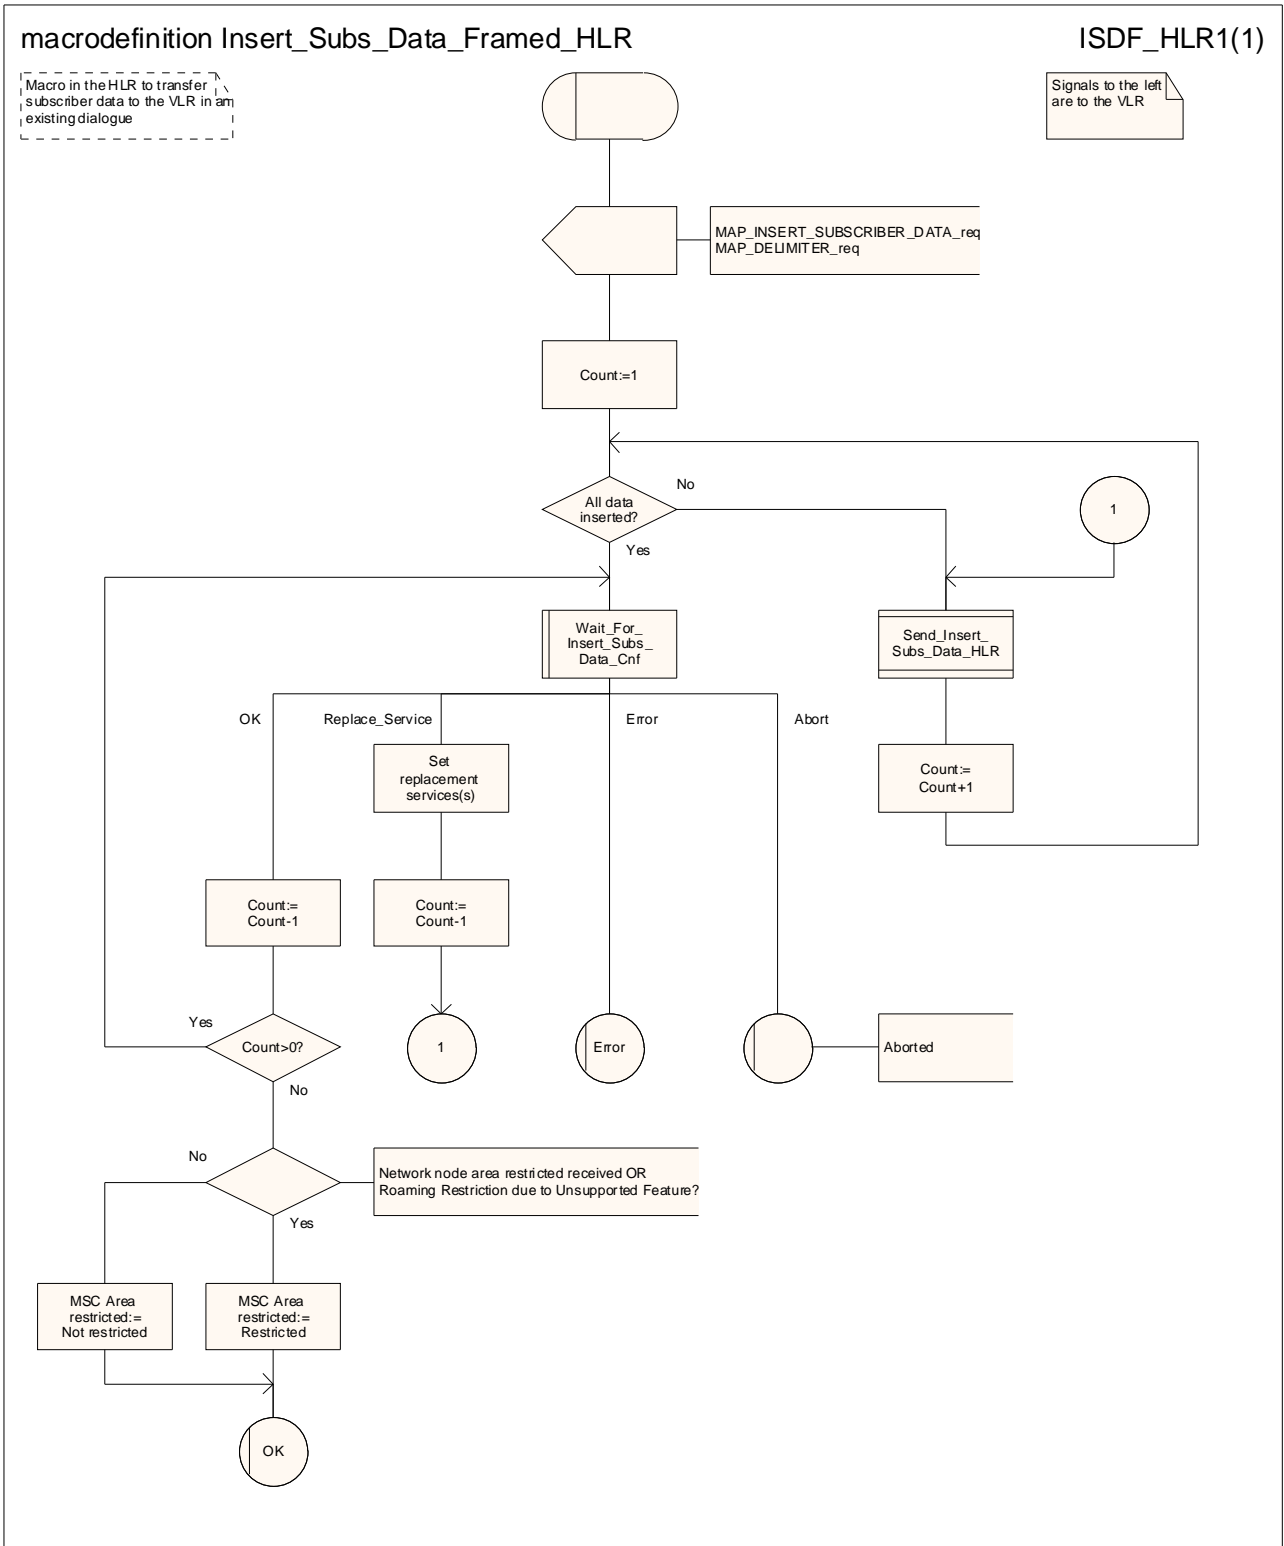 macrodefinition Insert_Subs_Data_Framed_HLR
ISDF_HLR1(1)
Macro in the HLR to transfer
subscriber data to the VLR in an
existing dialogue
Signals to the left
are to the VLR
MAP_INSERT_SUBSCRIBER_DATA_req
MAP_DELIMITER_req
Count:=1
All data
inserted?
No
Yes
1
Wait_For_
Insert_Subs_
Data_Cnf
Send_Insert_
Subs_Data_HLR
OK
Replace_Service
Error
Abort
Set
replacement
services(s)
Count:=
Count+1
Count:=
Count-1
Count:=
Count-1
Yes
Count>0?
No
1
Error
Aborted
No
Network node area restricted received OR
Roaming Restriction due to Unsupported Feature?
Yes
MSC Area
restricted:=
Not restricted
MSC Area
restricted:=
Restricted
OK